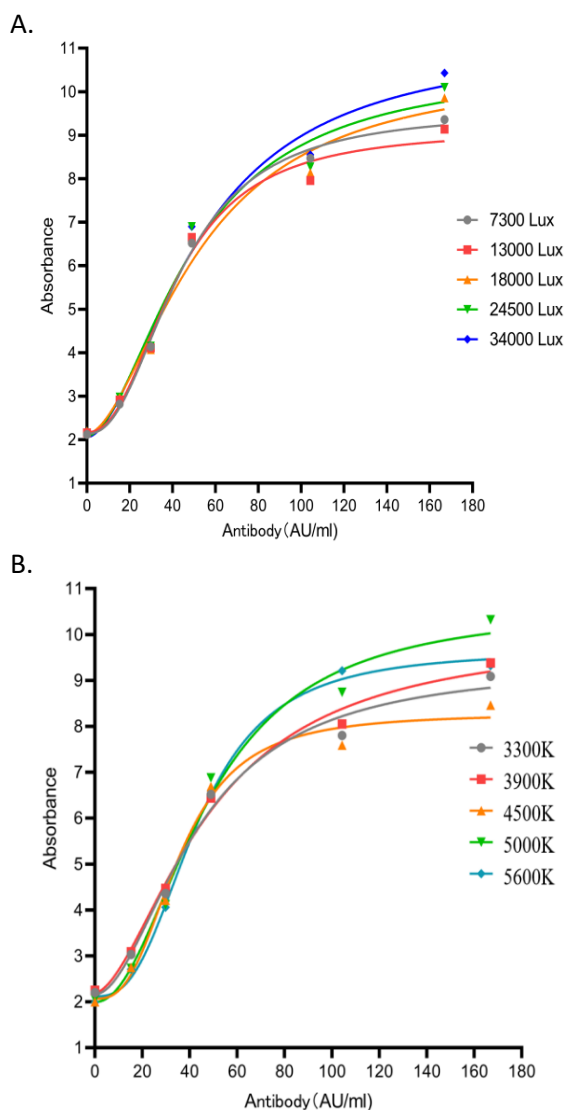 A.
11
10
9
8
7
6
5
4
3
2
1
Absorbance
0 20 40 60 80 100 120 140 160 180
Antibody(AU/ml)
7300 Lux
13000 Lux
18000 Lux
24500 Lux
34000 Lux
B.
11
10
9
8
7
6
5
4
3
2
1
Absorbance
0 20 40 60 80 100 120 140 160 180
Antibody(AU/ml)
3300K
3900K
4500K
5000K
5600K